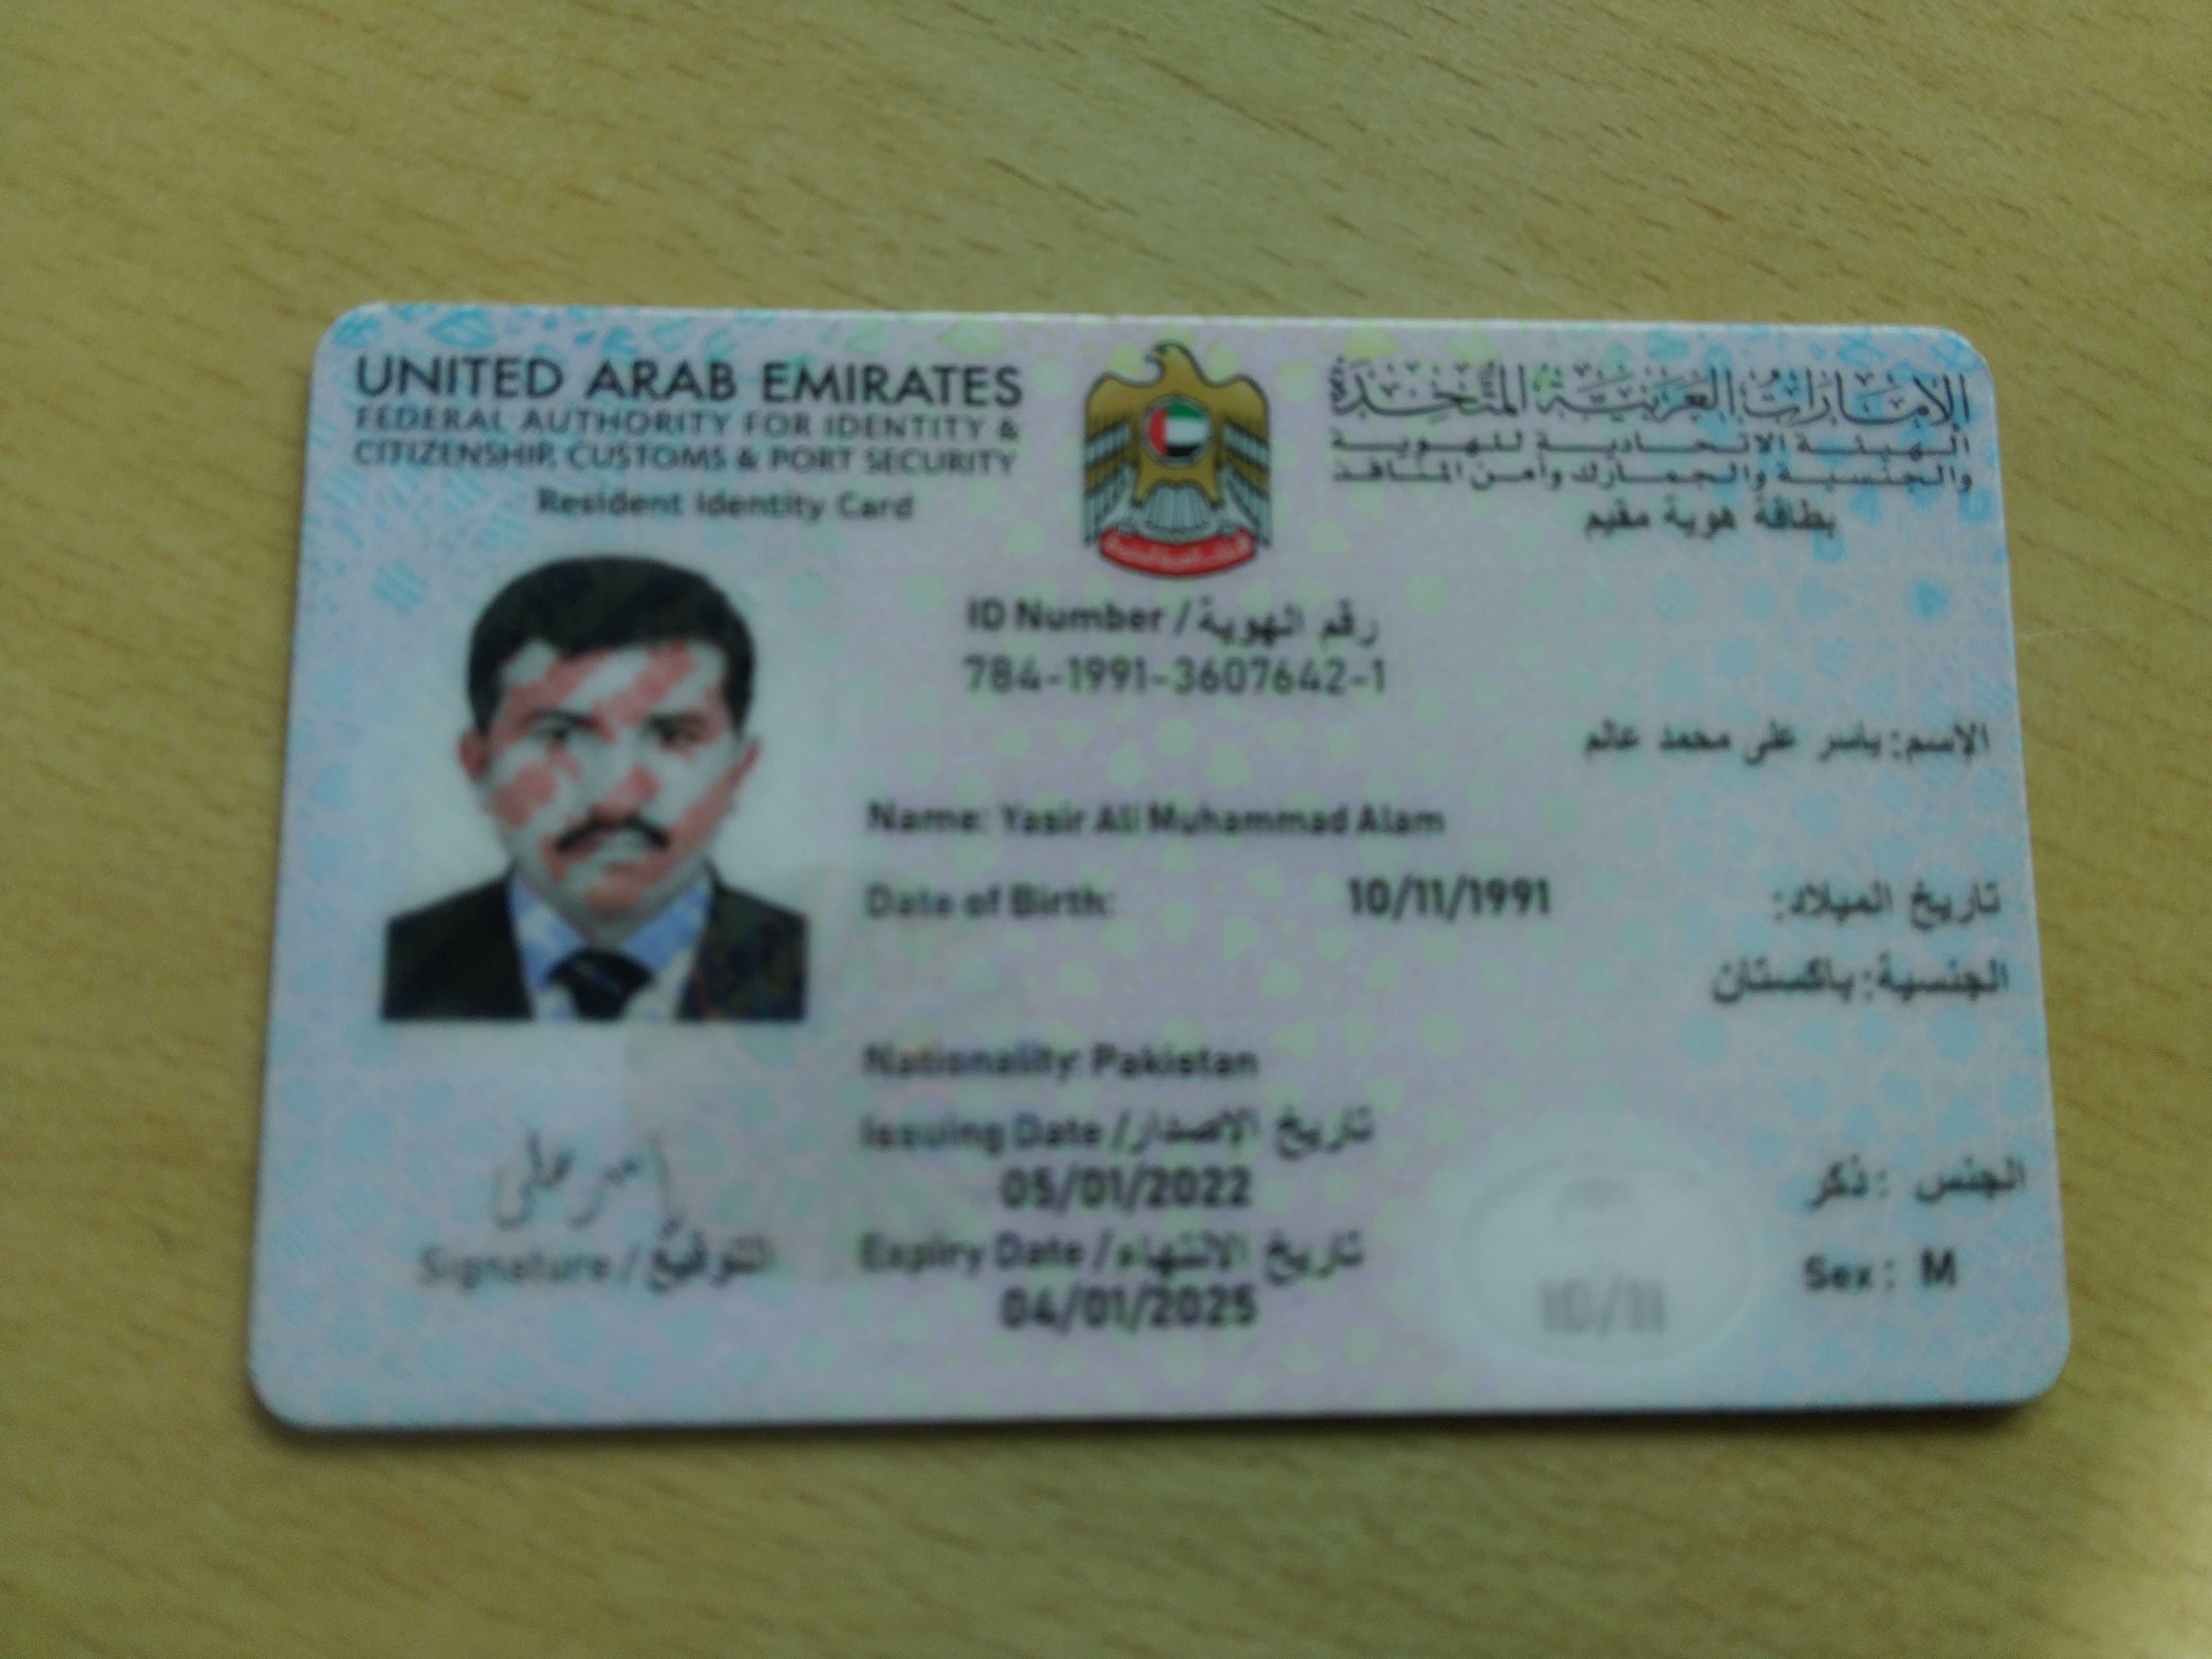 UNITED ARAB EMIRATES
FEDERAL AUTHORITY FOR IDENTITY &
CITIZENSHIP, CUSTOMS & PORT SECURITY
Resident Identity Card
الإمارات العربية المتحدة
الهيئة الاتحادية للهوية
والجنسية والجمارك وأمن المنافذ
بطاقة هوية مقيم
ID Number / رقم الهوية
784-1991-3607642-1
الإسم: ياسر على محمد عالم
Name: Yasir Ali Muhammad Alam
Date of Birth: 10/11/1991 تاريخ الميلاد:
الجنسية: باكستان
Nationality: Pakistan
Issuing Date / تاريخ الإصدار
05/01/2022
Expiry Date / تاريخ الانتهاء
04/01/2025
الجنس : ذكر
Sex : M
10/11
Signature / التوقيع